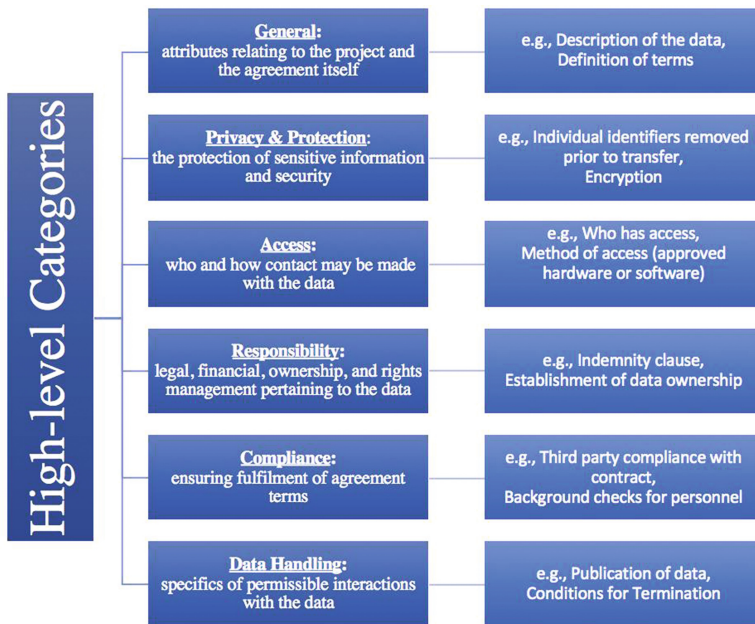 High-level Categories
General:
attributes relating to the project and
the agreement itself
e.g., Description of the data,
Definition of terms
Privacy & Protection:
the protection of sensitive information
and security
e.g., Individual identifiers removed
prior to transfer,
Encryption
Access:
who and how contact may be made
with the data
e.g., Who has access,
Method of access (approved
hardware or software)
Responsibility:
legal, financial, ownership, and rights
management pertaining to the data
e.g., Indemnity clause,
Establishment of data ownership
Compliance:
ensuring fulfilment of agreement
terms
e.g., Third party compliance with
contract,
Background checks for personnel
Data Handling:
specifics of permissible interactions
with the data
e.g., Publication of data,
Conditions for Termination